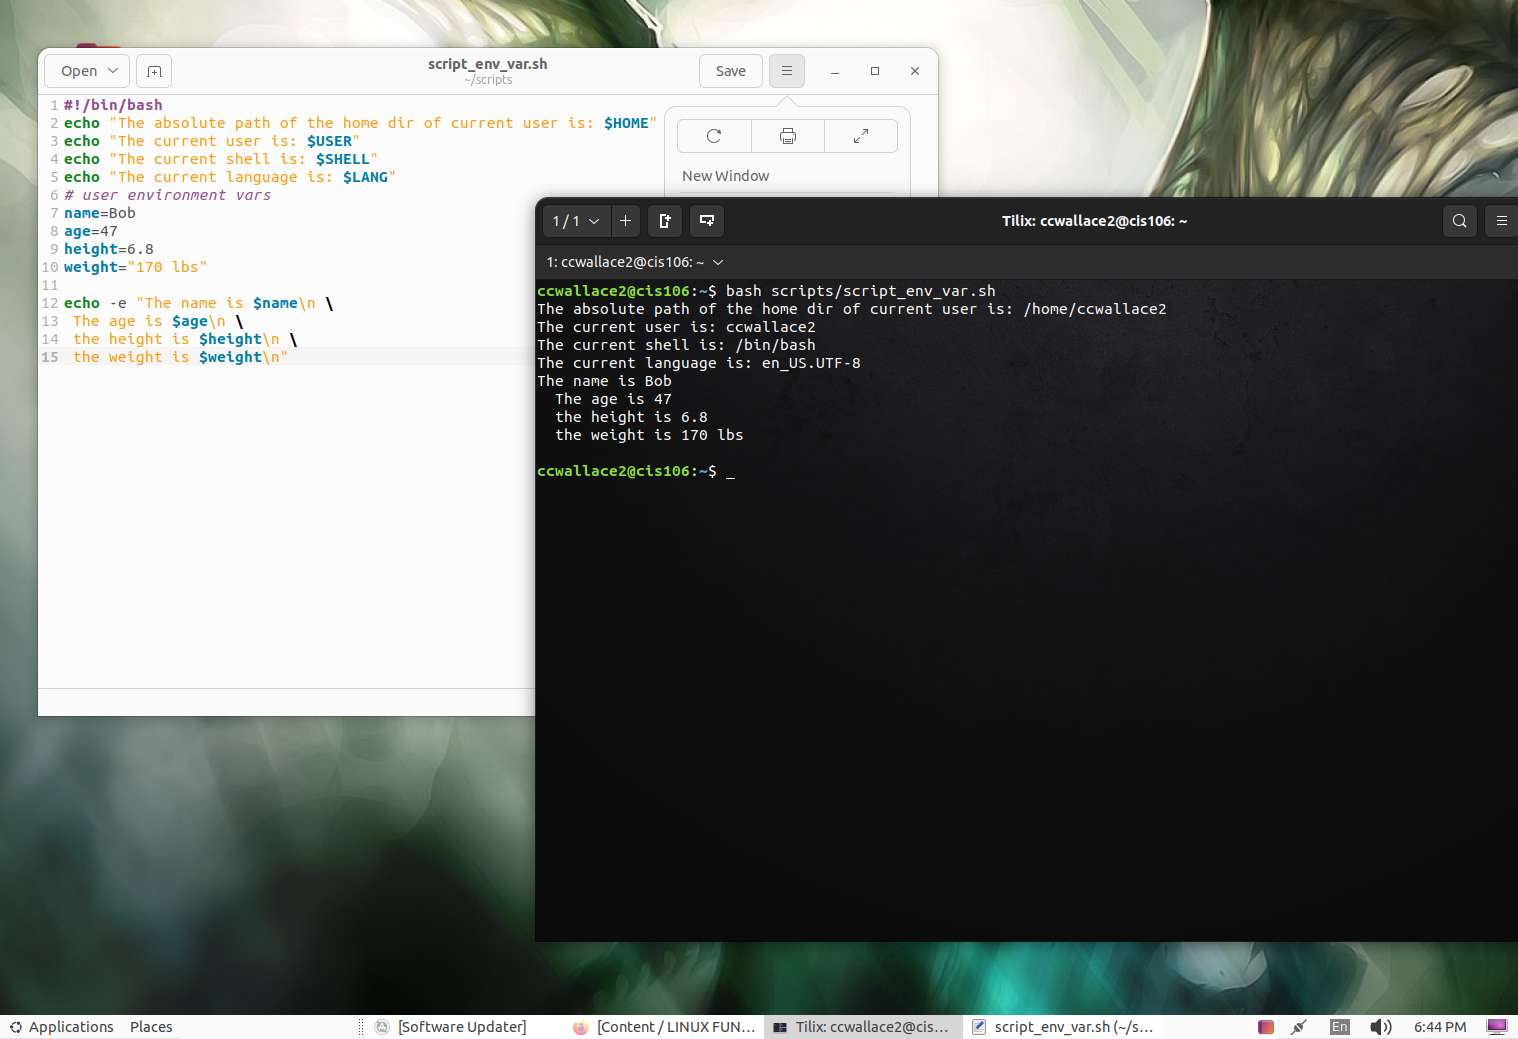 Open
script_env_var.sh
~/scripts
Save
1 #!/bin/bash
2 echo "The absolute path of the home dir of current user is: $HOME"
3 echo "The current user is: $USER"
4 echo "The current shell is: $SHELL"
5 echo "The current language is: $LANG"
6 # user environment vars
7 name=Bob
8 age=47
9 height=6.8
10 weight="170 lbs"
11
12 echo -e "The name is $name\n \
13  The age is $age\n \
14  the height is $height\n \
15  the weight is $weight\n"
New Window
1 / 1
Tilix: ccwallace2@cis106: ~
1: ccwallace2@cis106: ~
ccwallace2@cis106:~$ bash scripts/script_env_var.sh
The absolute path of the home dir of current user is: /home/ccwallace2
The current user is: ccwallace2
The current shell is: /bin/bash
The current language is: en_US.UTF-8
The name is Bob
  The age is 47
  the height is 6.8
  the weight is 170 lbs
ccwallace2@cis106:~$ _
Applications Places [Software Updater] [Content / LINUX FUN... Tilix: ccwallace2@cis... script_env_var.sh (~/s... En 6:44 PM